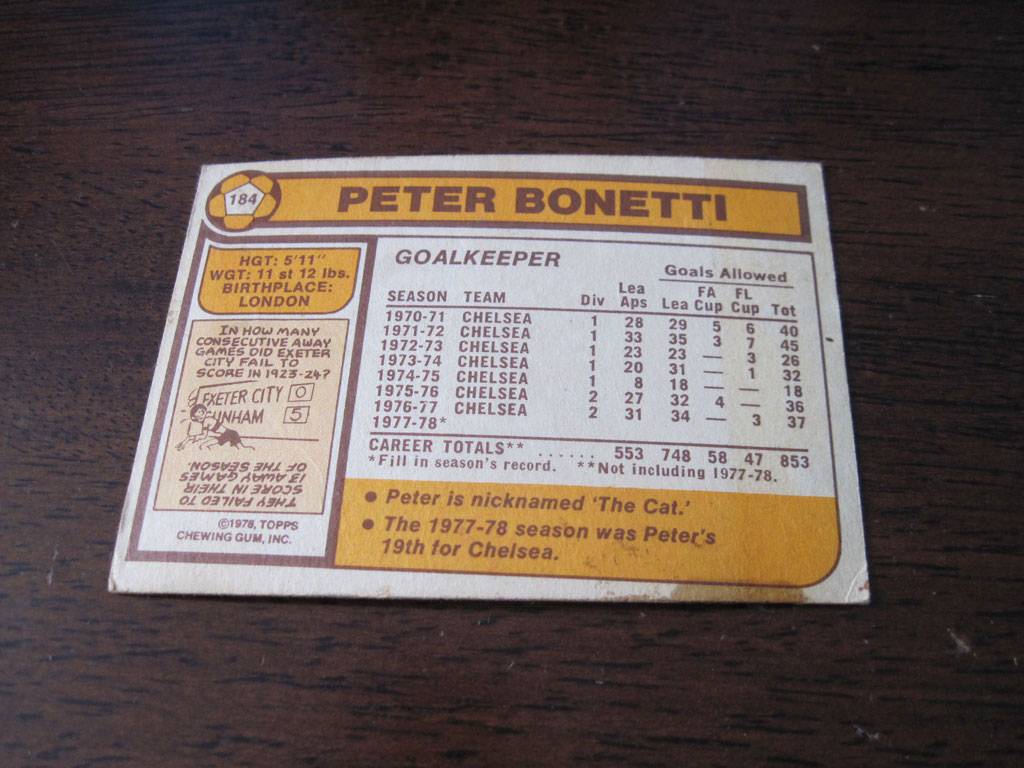 184
PETER BONETTI
HGT: 5'11"
WGT: 11 st 12 lbs.
BIRTHPLACE:
LONDON
IN HOW MANY
CONSECUTIVE AWAY
GAMES DID EXETER
CITY FAIL TO
SCORE IN 1923-24?
EXETER CITY 0
5
THEY FAILED TO
SCORE IN THEIR
13 AWAY GAMES
OF THE SEASON.
©1978, TOPPS
CHEWING GUM, INC.
GOALKEEPER
Goals Allowed
SEASON TEAM Div Lea Aps Lea FA Cup FL Cup Tot
1970-71 CHELSEA 1 28 29 5 6 40
1971-72 CHELSEA 1 33 35 3 7 45
1972-73 CHELSEA 1 23 23 — 3 26
1973-74 CHELSEA 1 20 31 — 1 32
1974-75 CHELSEA 1 8 18 — — 18
1975-76 CHELSEA 2 27 32 4 — 36
1976-77 CHELSEA 2 31 34 — 3 37
1977-78*
CAREER TOTALS** ...... 553 748 58 47 853
*Fill in season's record. **Not including 1977-78.
• Peter is nicknamed 'The Cat.'
• The 1977-78 season was Peter's
19th for Chelsea.